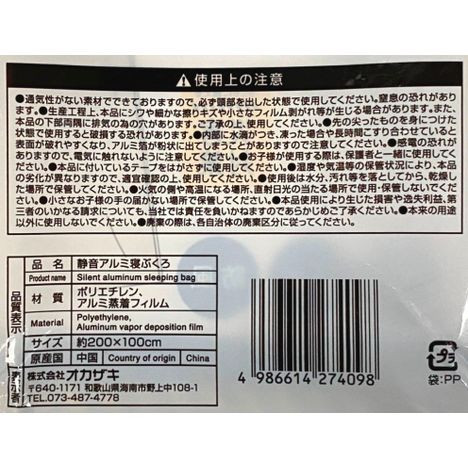 ⚠使用上の注意
●通気性がない素材でできておりますので、必ず頭部を出した状態で使用してください。窒息の恐れがあり
ます。●生産工程上、本品にシワや細かな擦りキズや小さなフィルム剥がれ等が生じる場合があります。また、
本品の下部両隅に排気の為の穴があります。ご了承の上、使用してください。●先の尖ったものを身につけた
状態で使用すると破損する恐れがあります。●内部に水滴がつき、凍った場合や長時間こすり合わせていると
表面が破れやすくなり、アルミ箔が粉状に出てしまうことがありますので注意してください。●感電の恐れが
ありますので、電気に触れないように注意してください。●お子様が使用する際は、保護者と一緒に使用してくだ
さい。●本品に付いているテープをはがさずに使用してください。●湿度や気温等の保管状況により、本品
の劣化が異なりますので、適宜確認の上、使用してください。●使用後は水分、汚れ等を落としてから、乾燥し
た場所で保管してください。●火気の側や高温になる場所、直射日光の当たる場所で使用・保管しないでくださ
い。●小さなお子様の手の届かない場所で保管してください。●本品使用により生じた損害や逸失利益、第
三者のいかなる請求についても、当社では責任を負いかねますのであらかじめご了承ください。●本来の用途
以外に使用しないでください。●廃棄の際は、各自治体の廃棄区分に従ってください。
品質表示
品名 静音アルミ寝ぶくろ
Product name Silent aluminum sleeping bag
材質 ポリエチレン、
アルミ蒸着フィルム
Material Polyethylene,
Aluminum vapor deposition film
サイズ 約200×100cm
原産国 中国 Country of origin China
株式会社オカザキ
〒640-1171 和歌山県海南市野上中108-1
TEL.073-487-4778
4 986614 274098
プラ
袋:PP